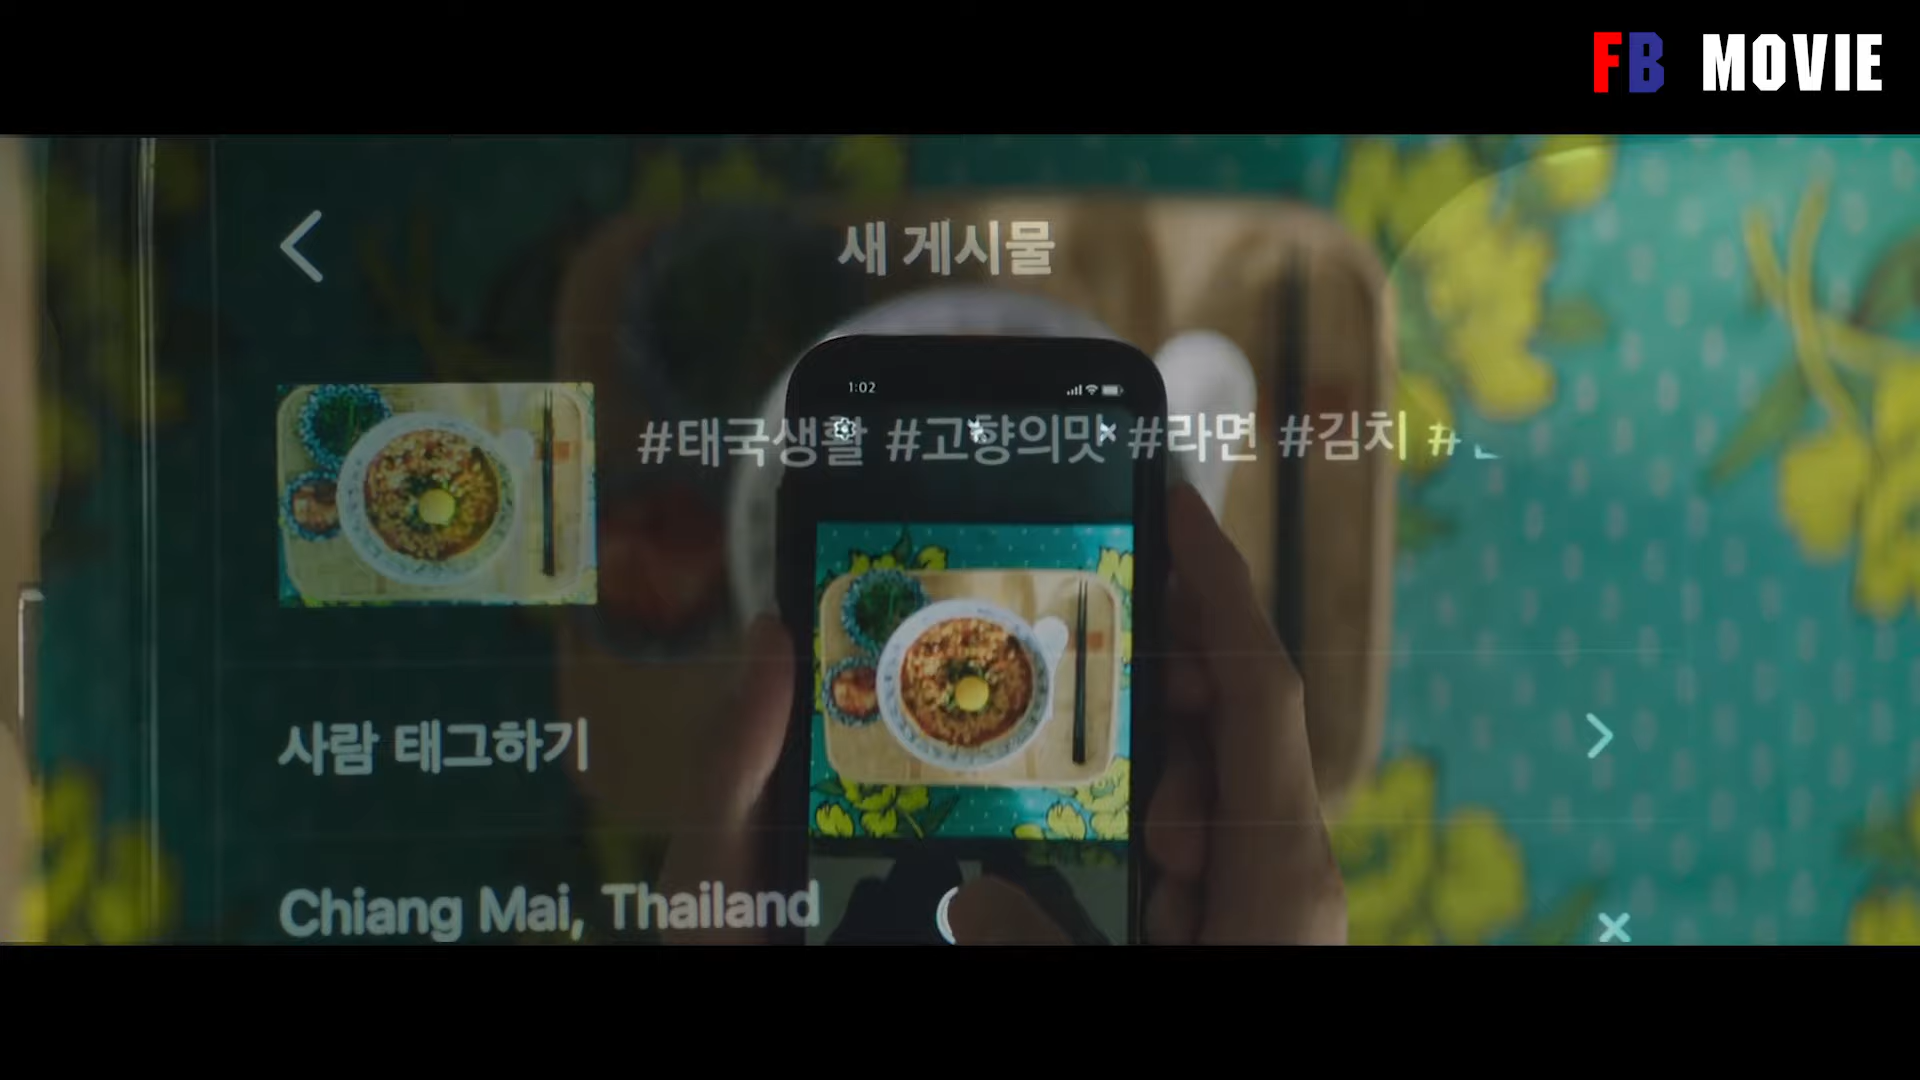 FB MOVIE
새 게시물
1:02
#태국생활 #고향의맛 #라면 #김치 #
사람 태그하기
Chiang Mai, Thailand